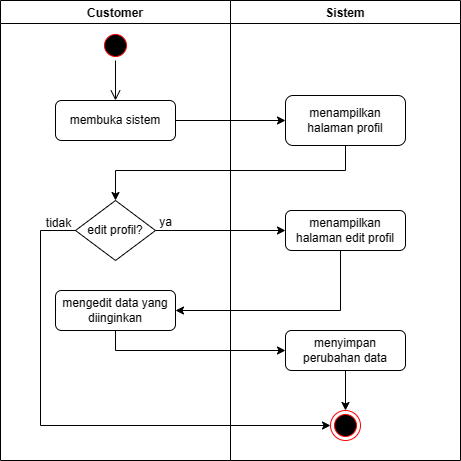 Customer
Sistem
membuka sistem
menampilkan
halaman profil
tidak
edit profil?
ya
menampilkan
halaman edit profil
mengedit data yang
diinginkan
menyimpan
perubahan data